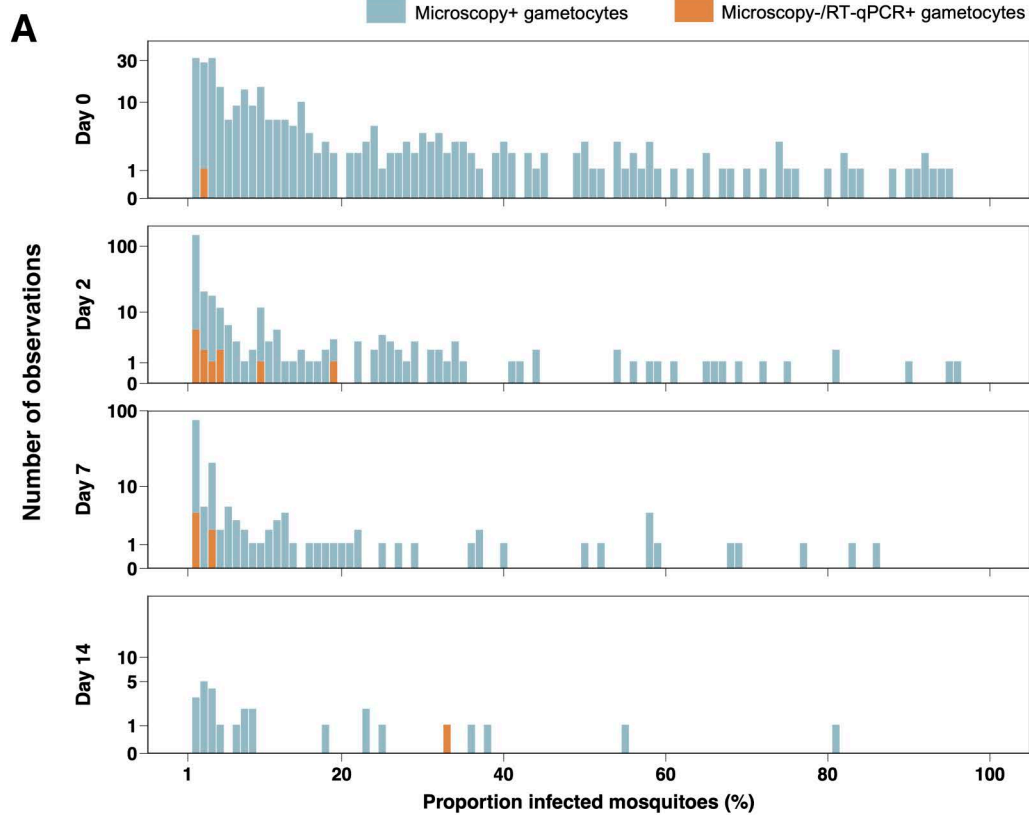 A
Microscopy+ gametocytes
Microscopy-/RT-qPCR+ gametocytes
Number of observations
Day 0
30
10
1
0
Day 2
100
10
1
0
Day 7
100
10
1
0
Day 14
10
5
1
0
1 20 40 60 80 100
Proportion infected mosquitoes (%)